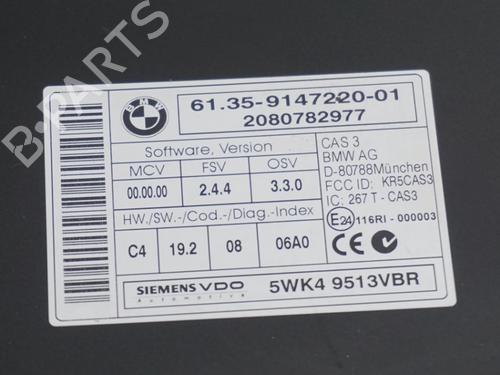 B-PARTS
BMW
61.35-9147220-01
2080782977
Software, Version
MCV FSV OSV
00.00.00 2.4.4 3.3.0
HW./SW.-/Cod.-/Diag.-Index
C4 19.2 08 06A0
CAS 3
BMW AG
D-80788München
FCC ID: KR5CAS3
IC: 267 T - CAS3
E24 116RI - 000003
CE
SIEMENS VDO
Automotive
5WK4 9513VBR